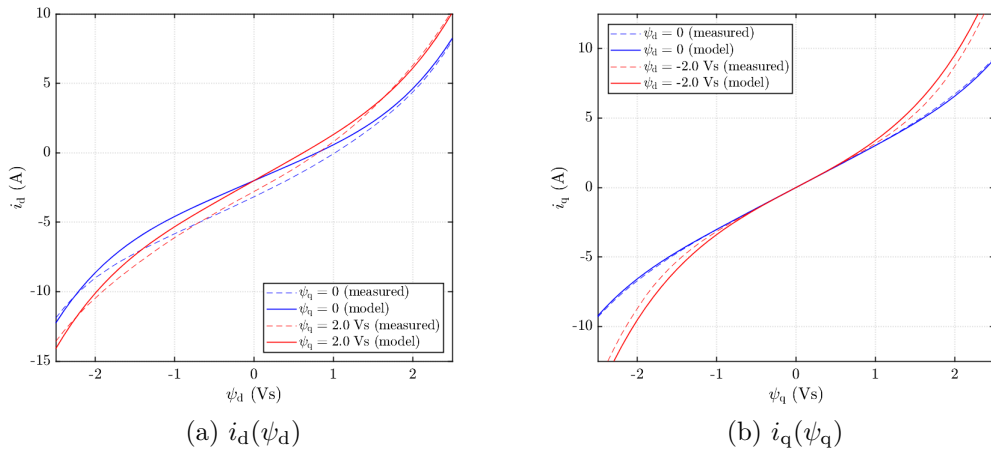 10
5
0
-5
-10
-15
i_d (A)
-2
-1
0
1
2
ψ_d (Vs)
ψ_q = 0 (measured)
ψ_q = 0 (model)
ψ_q = 2.0 Vs (measured)
ψ_q = 2.0 Vs (model)
(a) i_d(ψ_d)
10
5
0
-5
-10
i_q (A)
-2
-1
0
1
2
ψ_q (Vs)
ψ_d = 0 (measured)
ψ_d = 0 (model)
ψ_d = -2.0 Vs (measured)
ψ_d = -2.0 Vs (model)
(b) i_q(ψ_q)